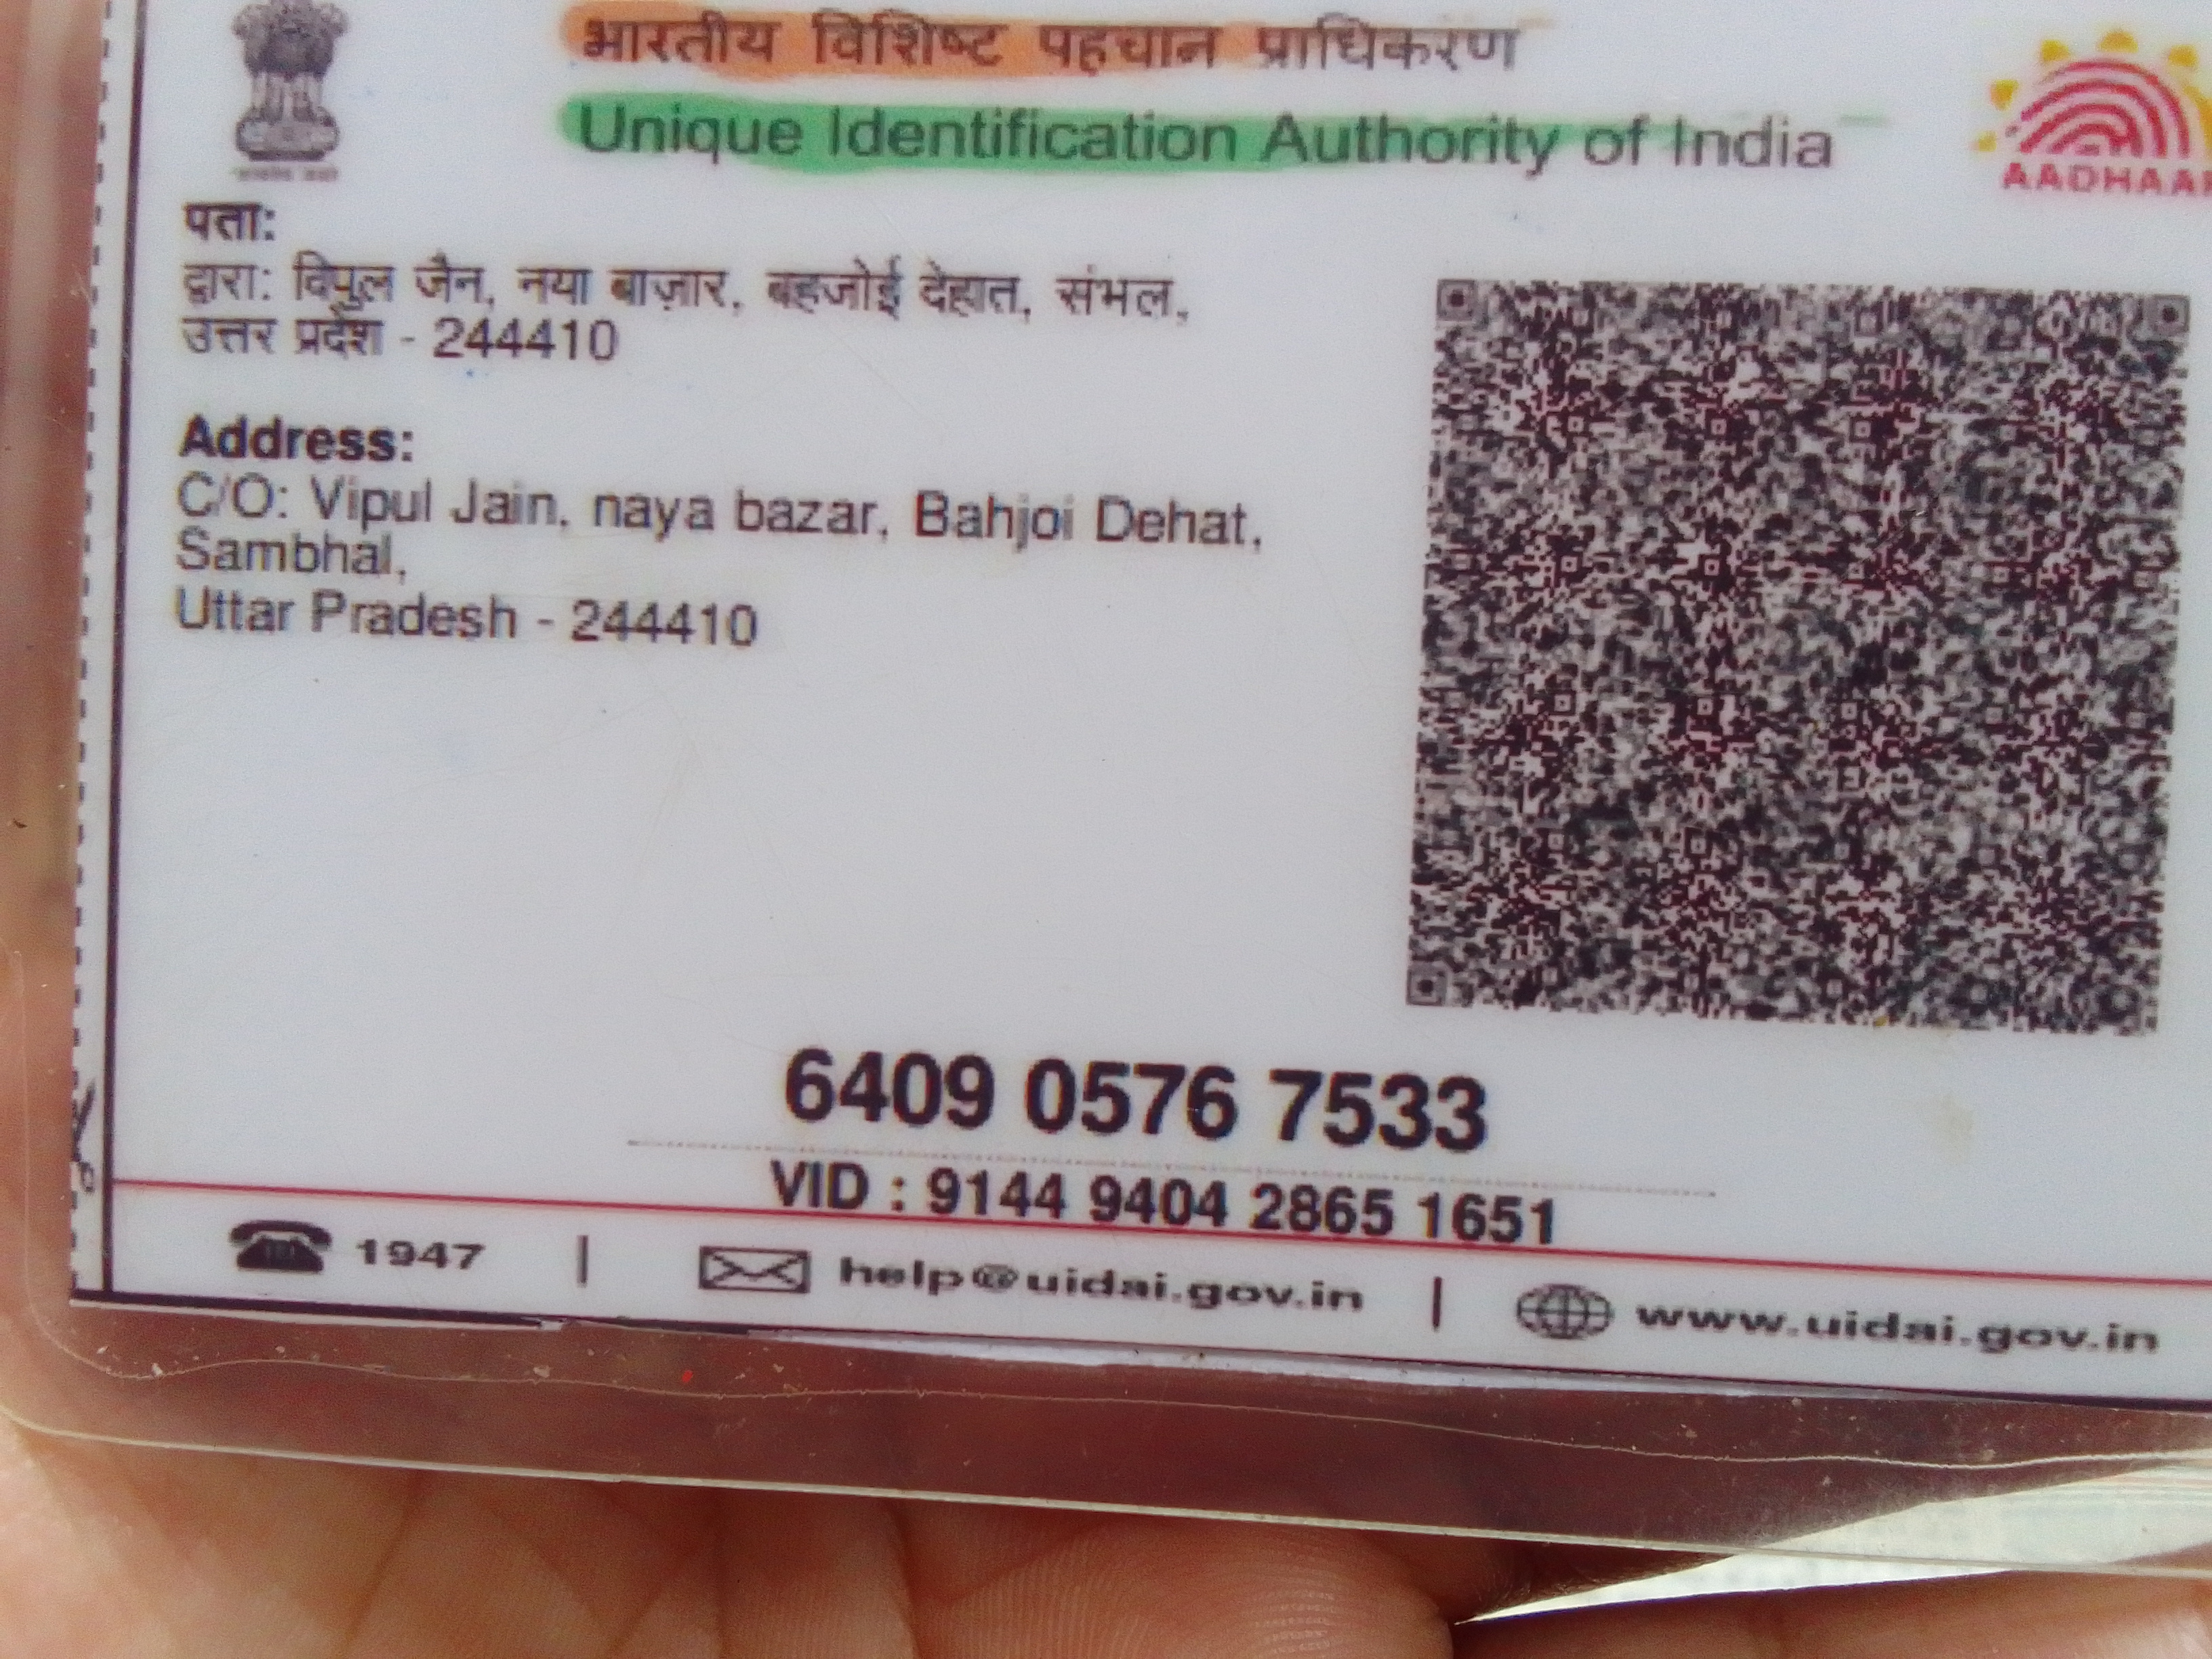 भारतीय विशिष्ट पहचान प्राधिकरण
Unique Identification Authority of India
AADHAAR
पता:
द्वारा: विपुल जैन, नया बाज़ार, बहजोई देहात, संभल,
उत्तर प्रदेश - 244410
Address:
C/O: Vipul Jain, naya bazar, Bahjoi Dehat,
Sambhal,
Uttar Pradesh - 244410
6409 0576 7533
VID : 9144 9404 2865 1651
1947 | help@uidai.gov.in | www.uidai.gov.in